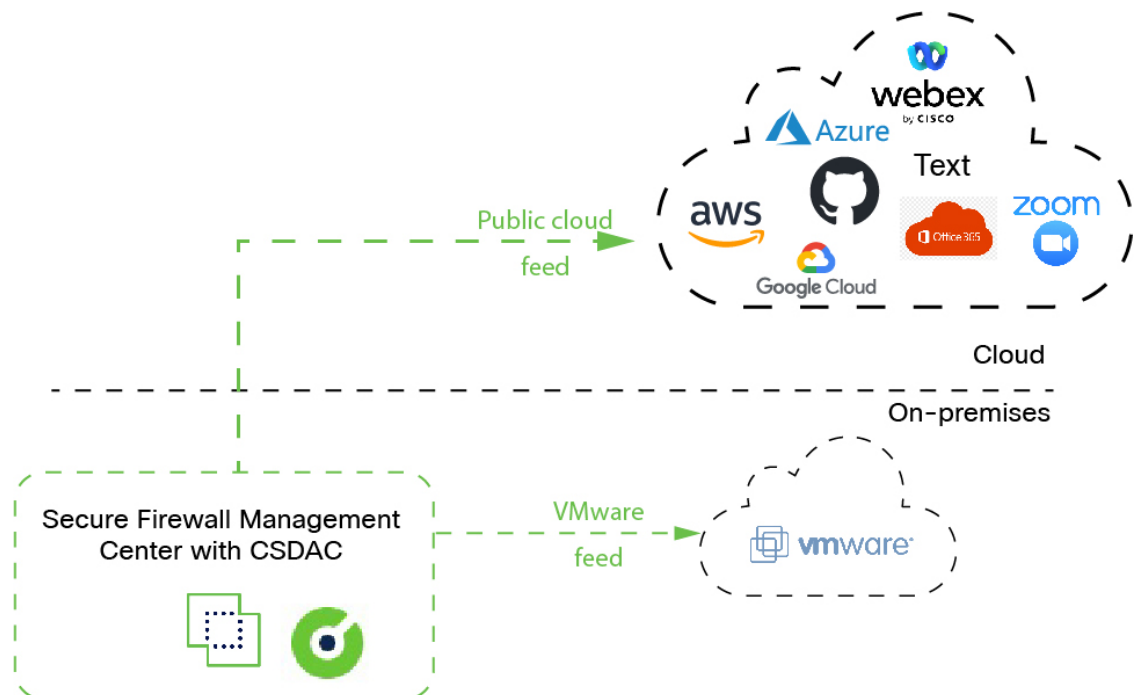 webex
by CISCO
Azure
Text
aws
Office 365
zoom
Google Cloud
Public cloud
feed
Cloud
On-premises
Secure Firewall Management
Center with CSDAC
VMware
feed
vmware